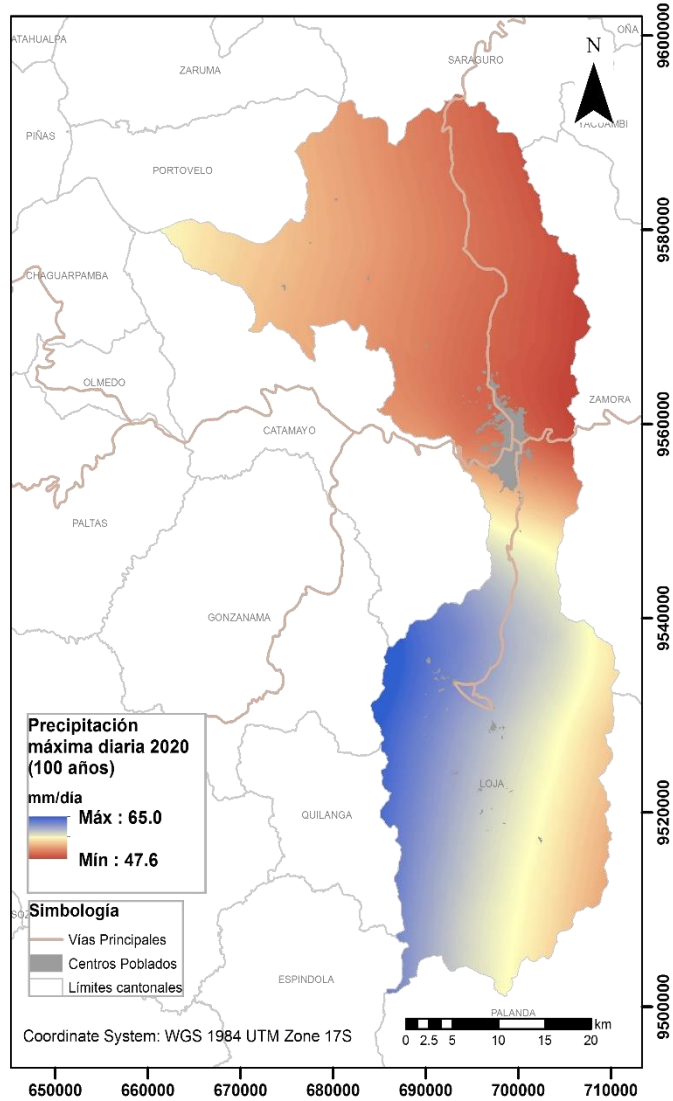 ATAHUALPA
OÑA
SARAGURO
N
ZARUMA
YACUAMBI
PIÑAS
PORTOVELO
CHAGUARPAMBA
OLMEDO
ZAMORA
CATAMAYO
PALTAS
GONZANAMA
LOJA
QUILANGA
ESPINDOLA
PALANDA
SOZ
Precipitación
máxima diaria 2020
(100 años)
mm/día
Máx : 65.0
Mín : 47.6
Simbología
Vías Principales
Centros Poblados
Límites cantonales
0 2.5 5 10 15 20 km
Coordinate System: WGS 1984 UTM Zone 17S
9600000
9580000
9560000
9540000
9520000
9500000
650000 660000 670000 680000 690000 700000 710000